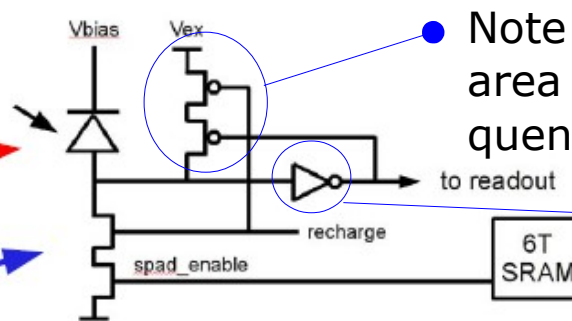 Vbias
Vex
Note
area
quen
to readout
recharge
spad_enable
6T
SRAM